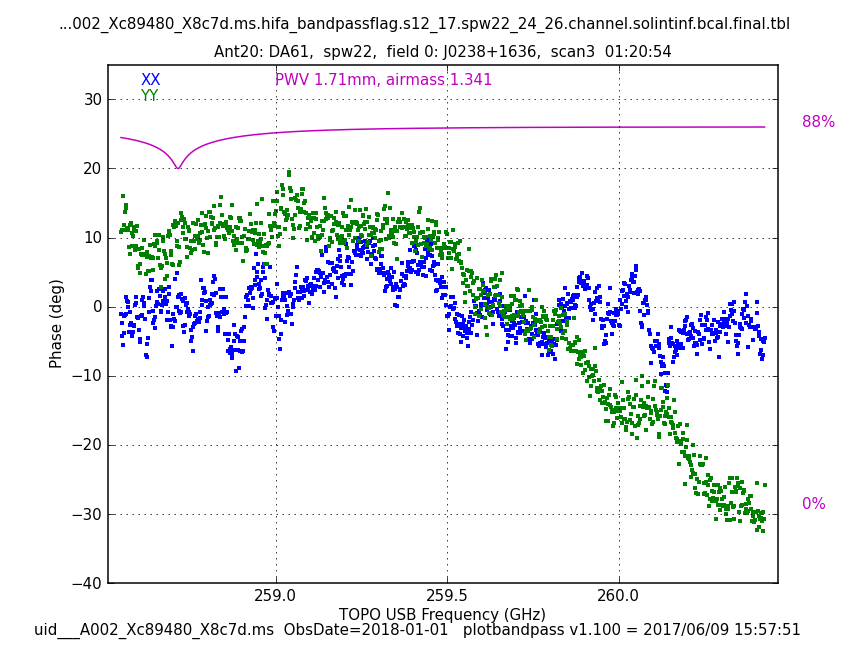 ...002_Xc89480_X8c7d.ms.hifa_bandpassflag.s12_17.spw22_24_26.channel.solintinf.bcal.final.tbl
Ant20: DA61, spw22, field 0: J0238+1636, scan3 01:20:54
XX
PWV 1.71mm, airmass 1.341
YY
88%
0%
30
20
10
0
−10
−20
−30
−40
Phase (deg)
259.0
259.5
260.0
TOPO USB Frequency (GHz)
uid___A002_Xc89480_X8c7d.ms ObsDate=2018-01-01 plotbandpass v1.100 = 2017/06/09 15:57:51